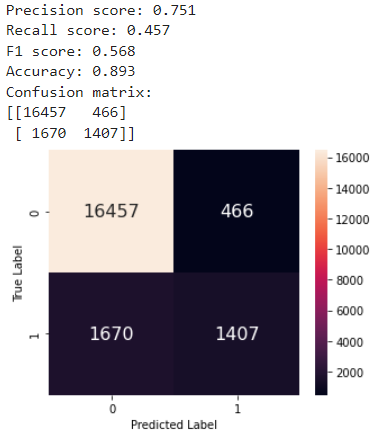 Precision score: 0.751
Recall score: 0.457
F1 score: 0.568
Accuracy: 0.893
Confusion matrix:
[[16457   466]
 [ 1670  1407]]
16457 466
1670 1407
0
1
True Label
0 1
Predicted Label
16000
14000
12000
10000
8000
6000
4000
2000